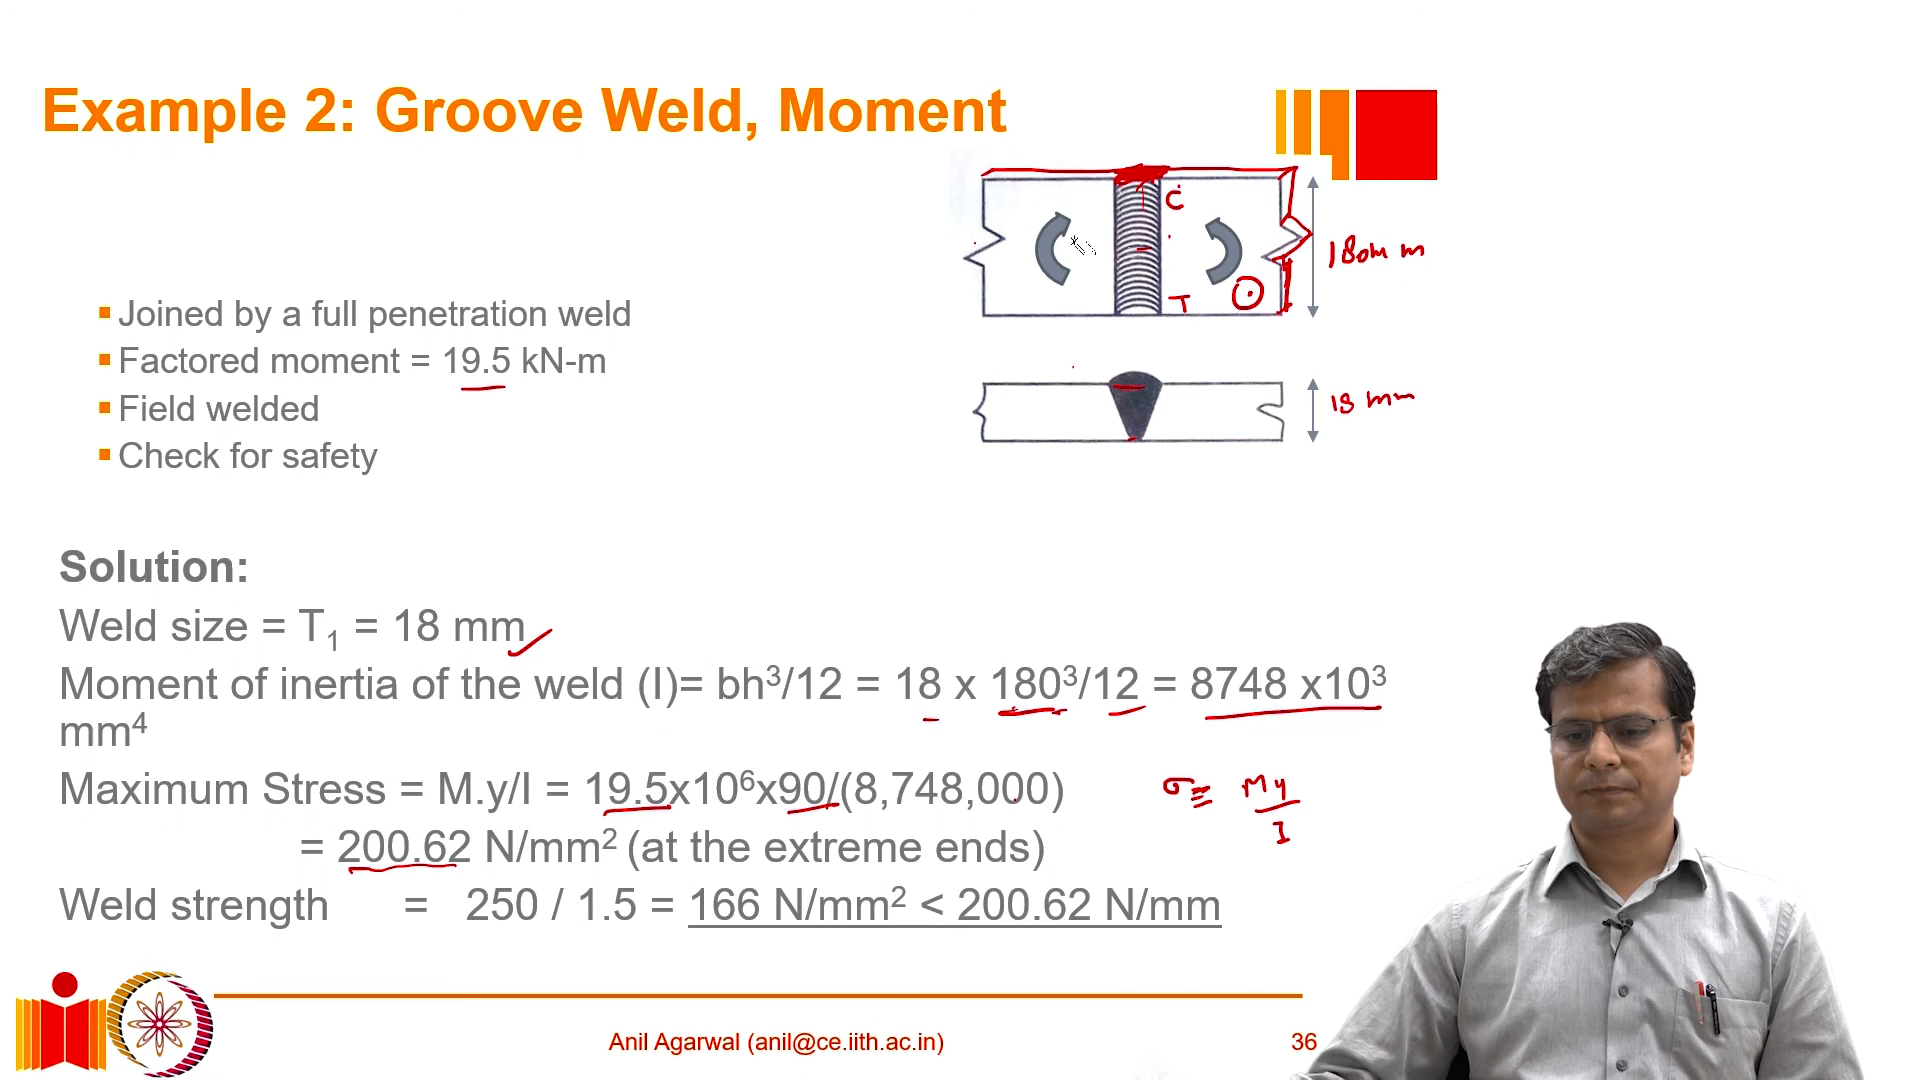 Example 2: Groove Weld, Moment
C
T
180m m
18 mm
▪ Joined by a full penetration weld
▪ Factored moment = 19.5 kN-m
▪ Field welded
▪ Check for safety
Solution:
Weld size = T₁ = 18 mm
Moment of inertia of the weld (I)= bh³/12 = 18 x 180³/12 = 8748 x10³
mm⁴
Maximum Stress = M.y/I = 19.5x10⁶x90/(8,748,000)
σ = My/I
= 200.62 N/mm² (at the extreme ends)
Weld strength = 250 / 1.5 = 166 N/mm² < 200.62 N/mm
Anil Agarwal (anil@ce.iith.ac.in)
36